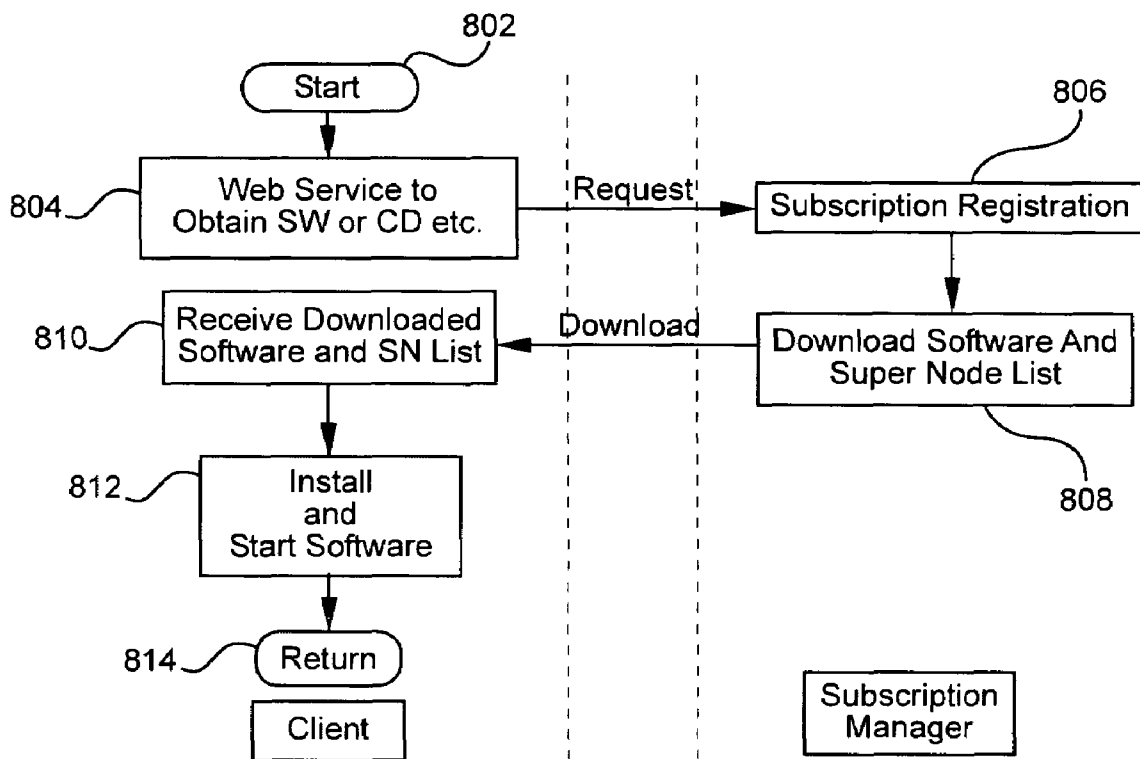 802
Start
806
804
Web Service to
Obtain SW or CD etc.
Request
Subscription Registration
810
Receive Downloaded
Software and SN List
Download
Download Software And
Super Node List
812
Install
and
Start Software
808
814
Return
Client
Subscription
Manager